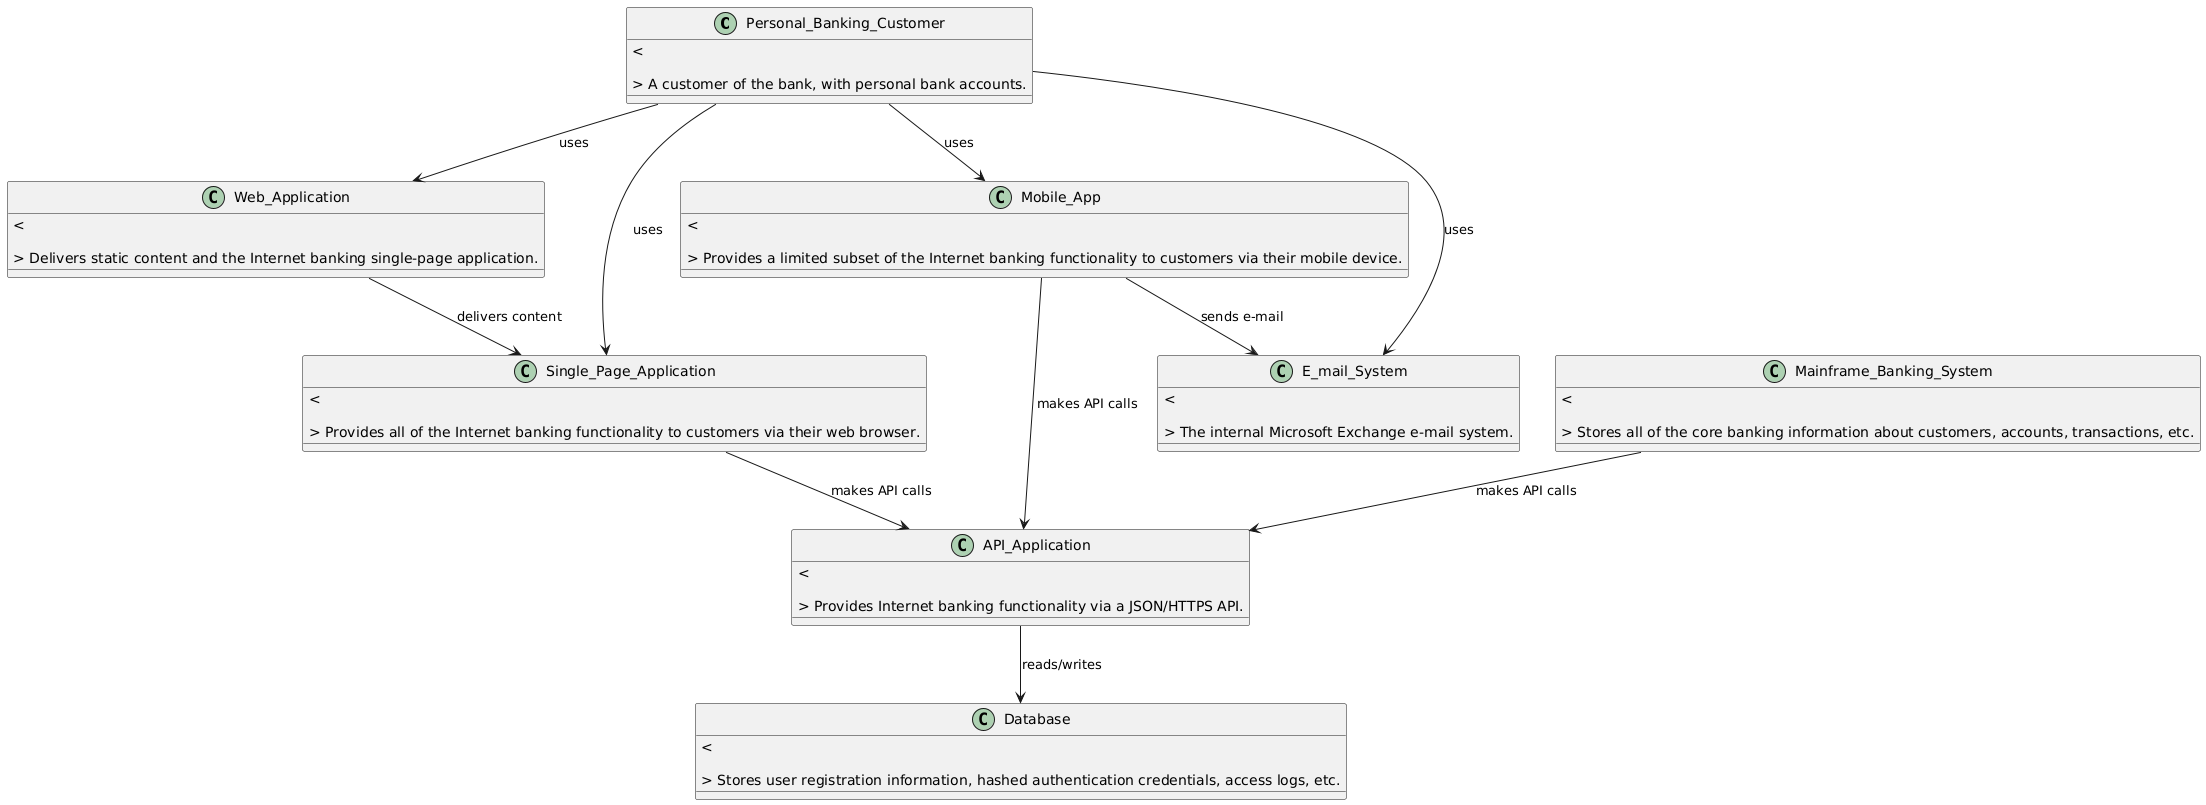 C Personal_Banking_Customer
<
> A customer of the bank, with personal bank accounts.
uses
uses
C Web_Application
<
> Delivers static content and the Internet banking single-page application.
uses
C Mobile_App
<
> Provides a limited subset of the Internet banking functionality to customers via their mobile device.
uses
delivers content
sends e-mail
C Single_Page_Application
<
> Provides all of the Internet banking functionality to customers via their web browser.
makes API calls
C E_mail_System
<
> The internal Microsoft Exchange e-mail system.
C Mainframe_Banking_System
<
> Stores all of the core banking information about customers, accounts, transactions, etc.
makes API calls
makes API calls
C API_Application
<
> Provides Internet banking functionality via a JSON/HTTPS API.
reads/writes
C Database
<
> Stores user registration information, hashed authentication credentials, access logs, etc.